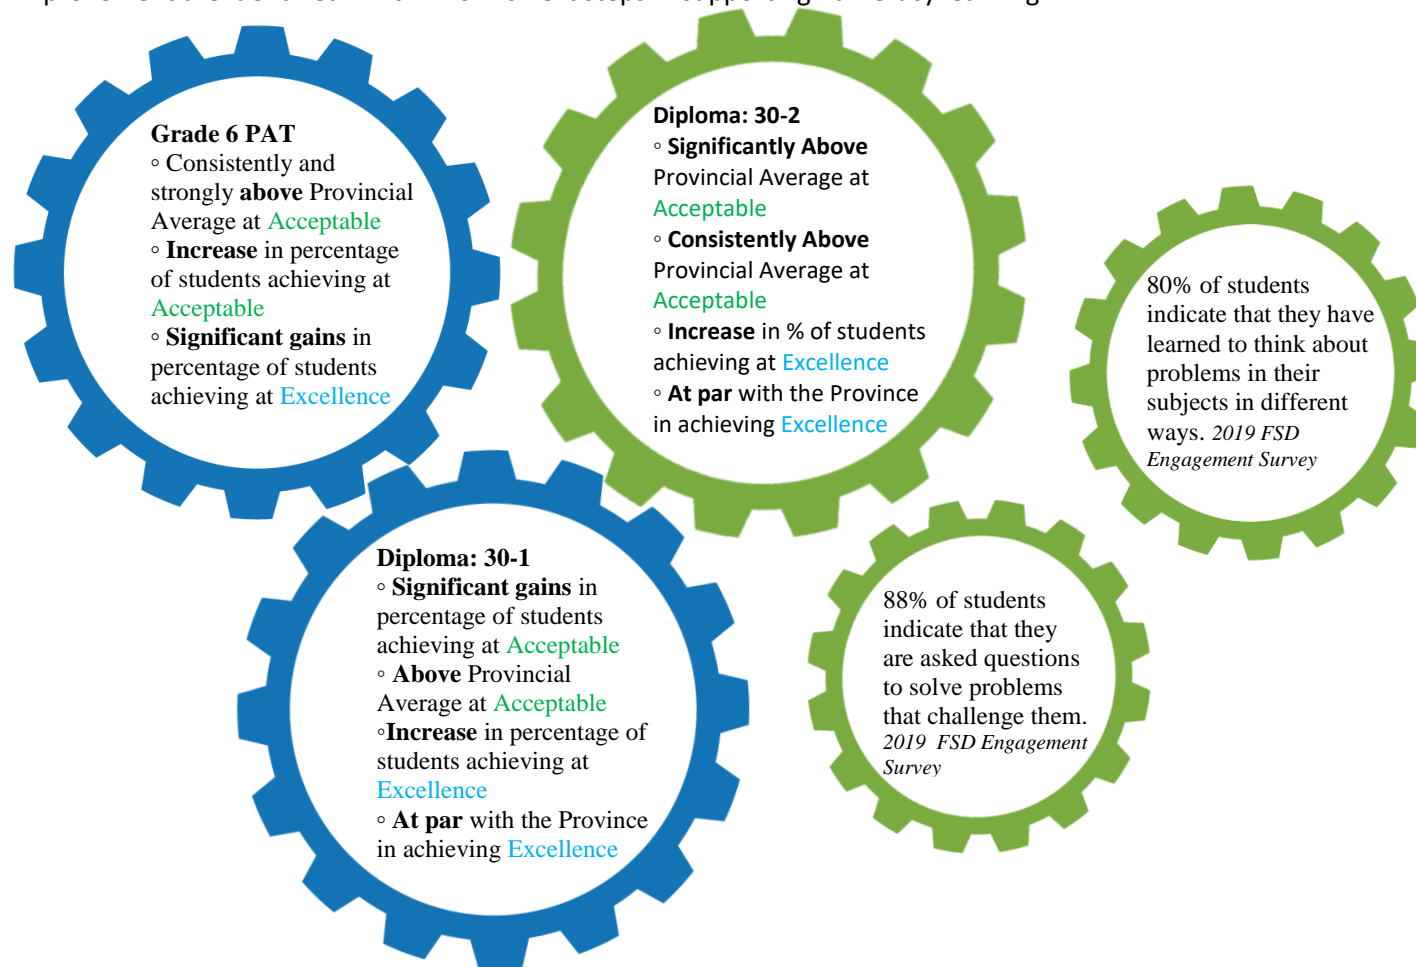 Grade 6 PAT
◦ Consistently and
strongly above Provincial
Average at Acceptable
◦ Increase in percentage
of students achieving at
Acceptable
◦ Significant gains in
percentage of students
achieving at Excellence
Diploma: 30-2
◦ Significantly Above
Provincial Average at
Acceptable
◦ Consistently Above
Provincial Average at
Acceptable
◦ Increase in % of students
achieving at Excellence
◦ At par with the Province
in achieving Excellence
80% of students
indicate that they have
learned to think about
problems in their
subjects in different
ways. 2019 FSD
Engagement Survey
Diploma: 30-1
◦ Significant gains in
percentage of students
achieving at Acceptable
◦ Above Provincial
Average at Acceptable
◦Increase in percentage of
students achieving at
Excellence
◦ At par with the Province
in achieving Excellence
88% of students
indicate that they
are asked questions
to solve problems
that challenge them.
2019 FSD Engagement
Survey